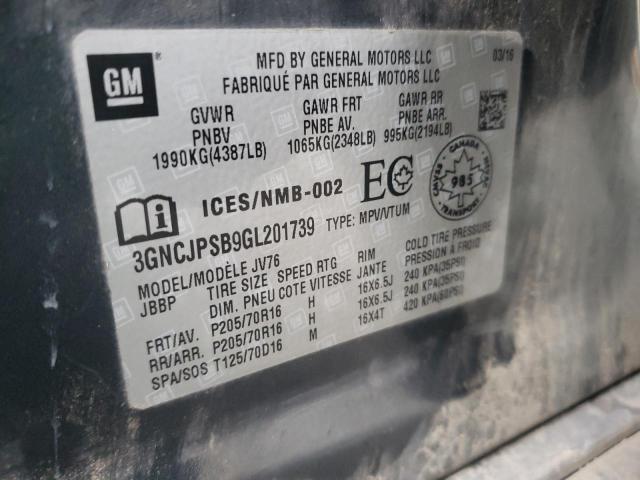 GM
MFD BY GENERAL MOTORS LLC 03/16
FABRIQUÉ PAR GENERAL MOTORS LLC
GVWR GAWR FRT GAWR RR
PNBV PNBE AV. PNBE ARR.
1990KG(4387LB) 1065KG(2348LB) 995KG(2194LB)
ICES/NMB-002 EC
CANADA
985
3GNCJPSB9GL201739 TYPE: MPV/VTUM
MODEL/MODÈLE JV76
JBBP TIRE SIZE SPEED RTG RIM COLD TIRE PRESSURE
DIM. PNEU COTE VITESSE JANTE PRESSION A FROID
FRT/AV. P205/70R16 H 16X6.5J 240 KPA(35PSI)
RR/ARR. P205/70R16 H 16X6.5J 240 KPA(35PSI)
SPA/SOS T125/70D16 M 16X4T 420 KPA(60PSI)